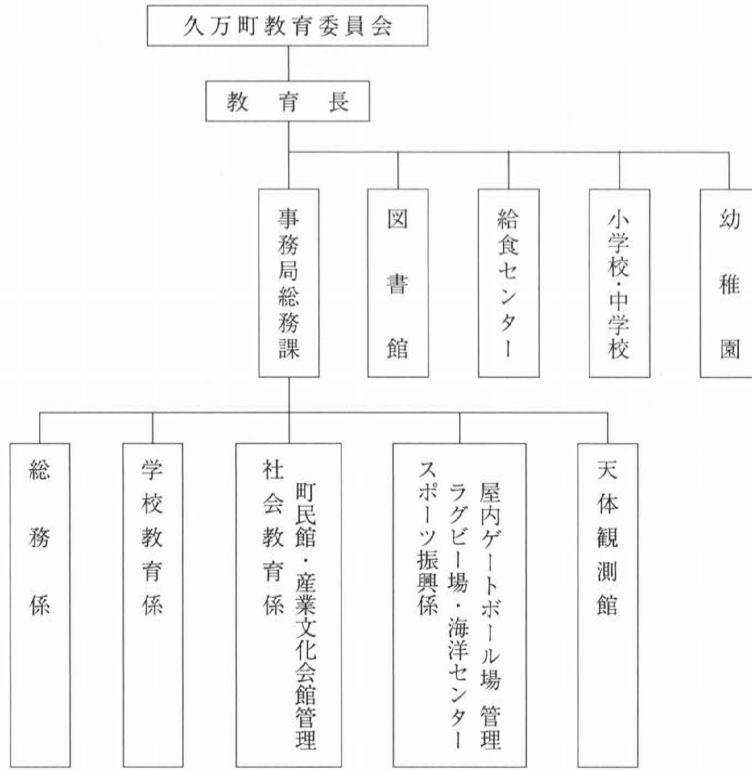 久万町教育委員会
教育長
事務局総務課
図書館
給食センター
小学校・中学校
幼稚園
総務係
学校教育係
社会教育係
町民館・産業文化会館管理
スポーツ振興係
ラグビー場・海洋センター
屋内ゲートボール場 管理
天体観測館